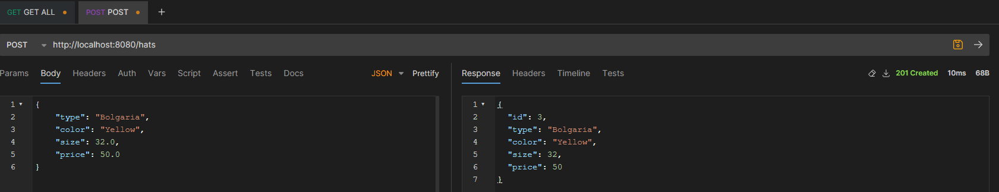 GET GET ALL POST POST +
POST http://localhost:8080/hats
Params Body Headers Auth Vars Script Assert Tests Docs JSON Prettify
1 {
2 "type": "Bolgaria",
3 "color": "Yellow",
4 "size": 32.0,
5 "price": 50.0
6 }
Response Headers Timeline Tests 201 Created 10ms 68B
1 {
2 "id": 3,
3 "type": "Bolgaria",
4 "color": "Yellow",
5 "size": 32,
6 "price": 50
7 }